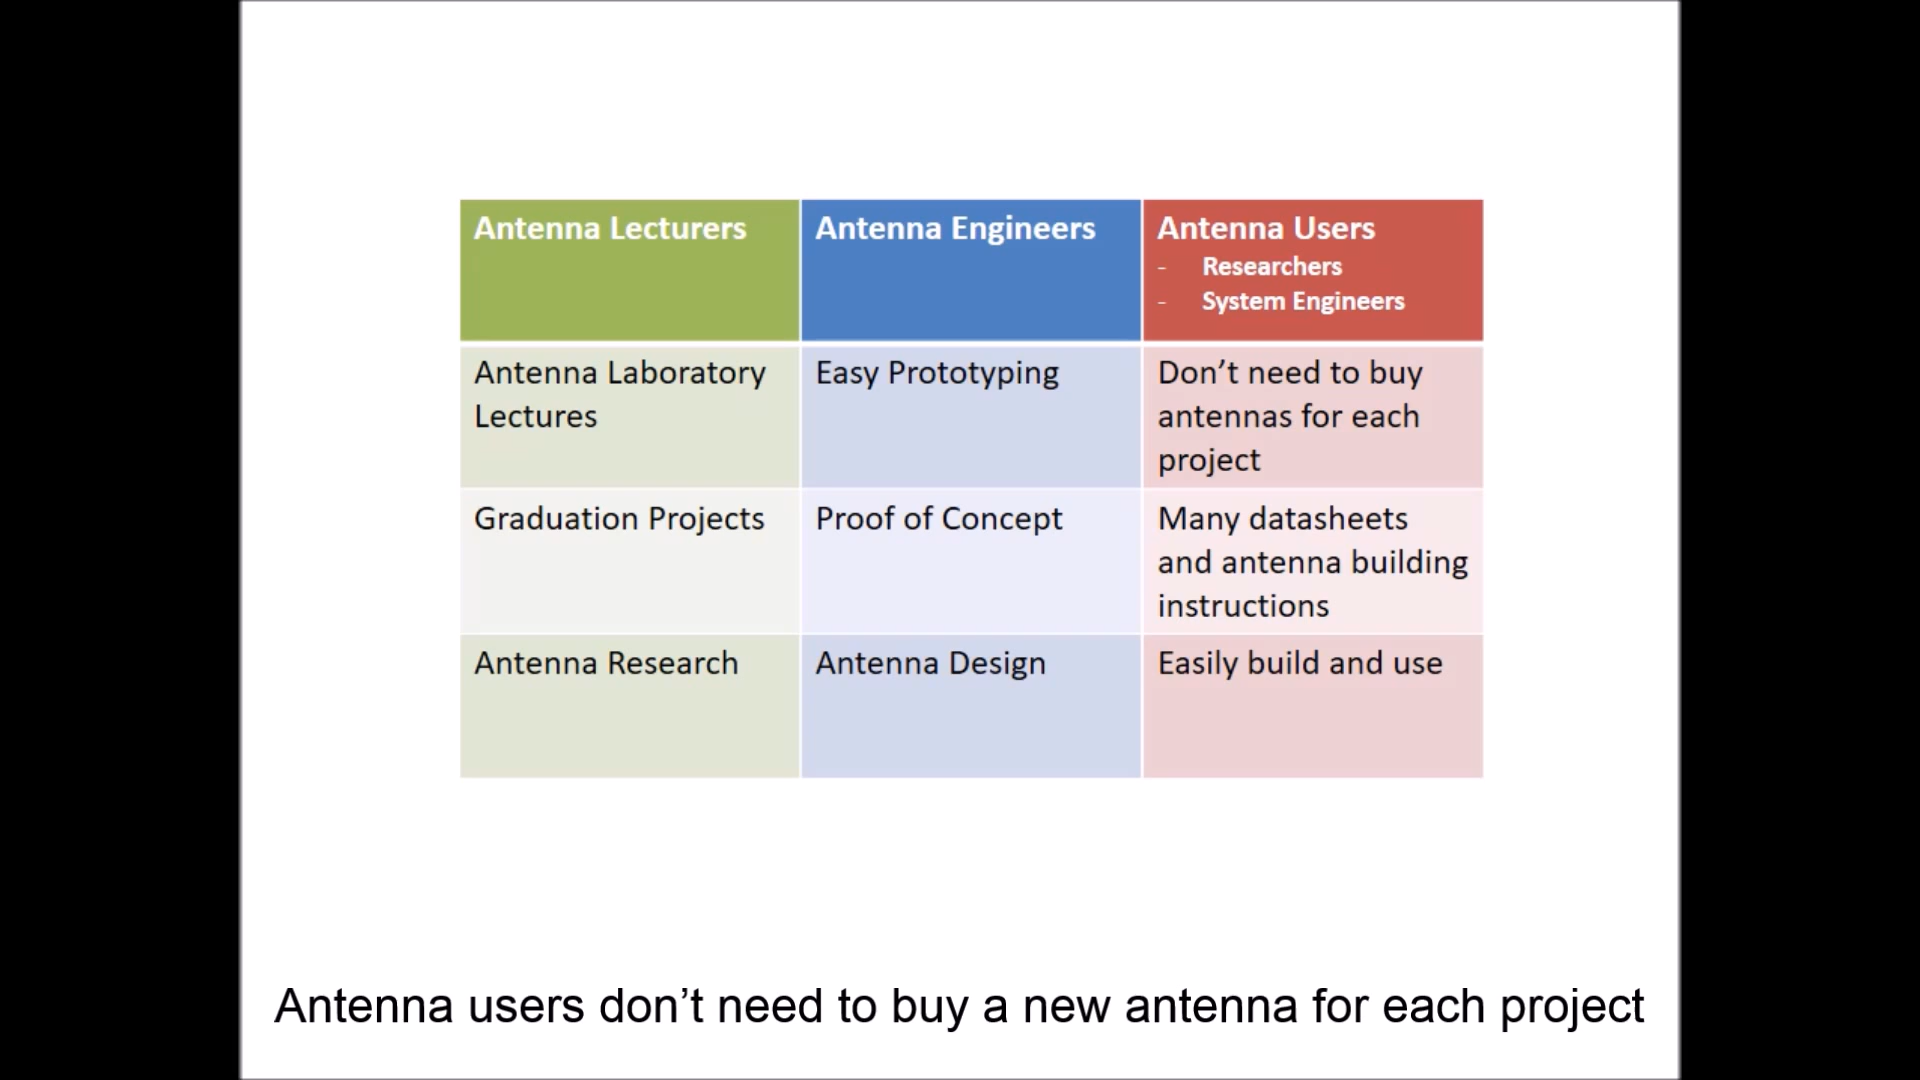 Antenna Lecturers
Antenna Engineers
Antenna Users
- Researchers
- System Engineers
Antenna Laboratory
Lectures
Easy Prototyping
Don’t need to buy
antennas for each
project
Graduation Projects
Proof of Concept
Many datasheets
and antenna building
instructions
Antenna Research
Antenna Design
Easily build and use
Antenna users don’t need to buy a new antenna for each project